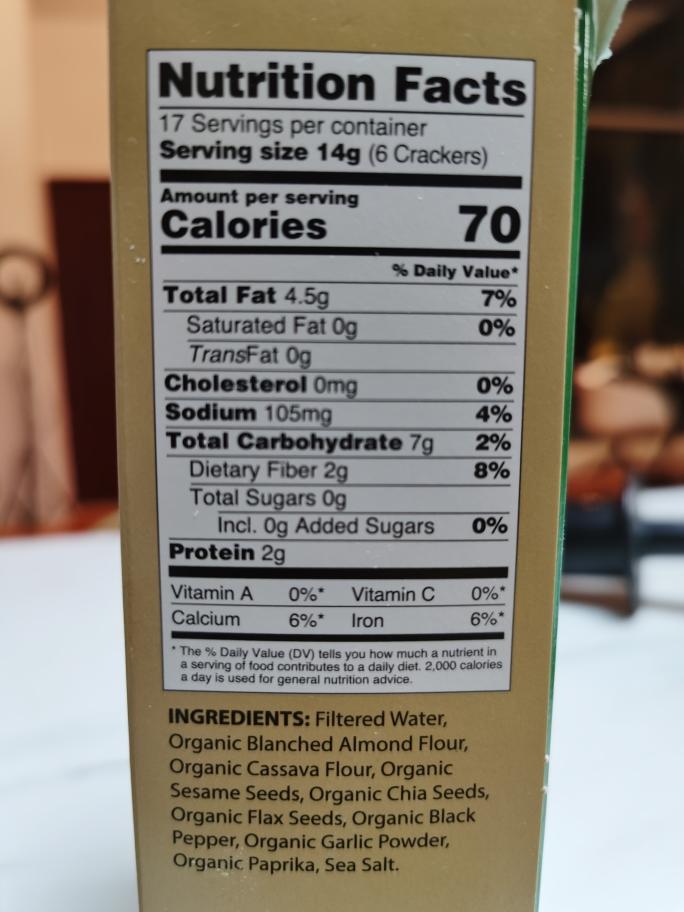 Nutrition Facts
17 Servings per container
Serving size 14g (6 Crackers)
Amount per serving
Calories 70
% Daily Value*
Total Fat 4.5g 7%
Saturated Fat 0g 0%
TransFat 0g
Cholesterol 0mg 0%
Sodium 105mg 4%
Total Carbohydrate 7g 2%
Dietary Fiber 2g 8%
Total Sugars 0g
Incl. 0g Added Sugars 0%
Protein 2g
Vitamin A 0%* Vitamin C 0%*
Calcium 6%* Iron 6%*
* The % Daily Value (DV) tells you how much a nutrient in
a serving of food contributes to a daily diet. 2,000 calories
a day is used for general nutrition advice.
INGREDIENTS: Filtered Water,
Organic Blanched Almond Flour,
Organic Cassava Flour, Organic
Sesame Seeds, Organic Chia Seeds,
Organic Flax Seeds, Organic Black
Pepper, Organic Garlic Powder,
Organic Paprika, Sea Salt.